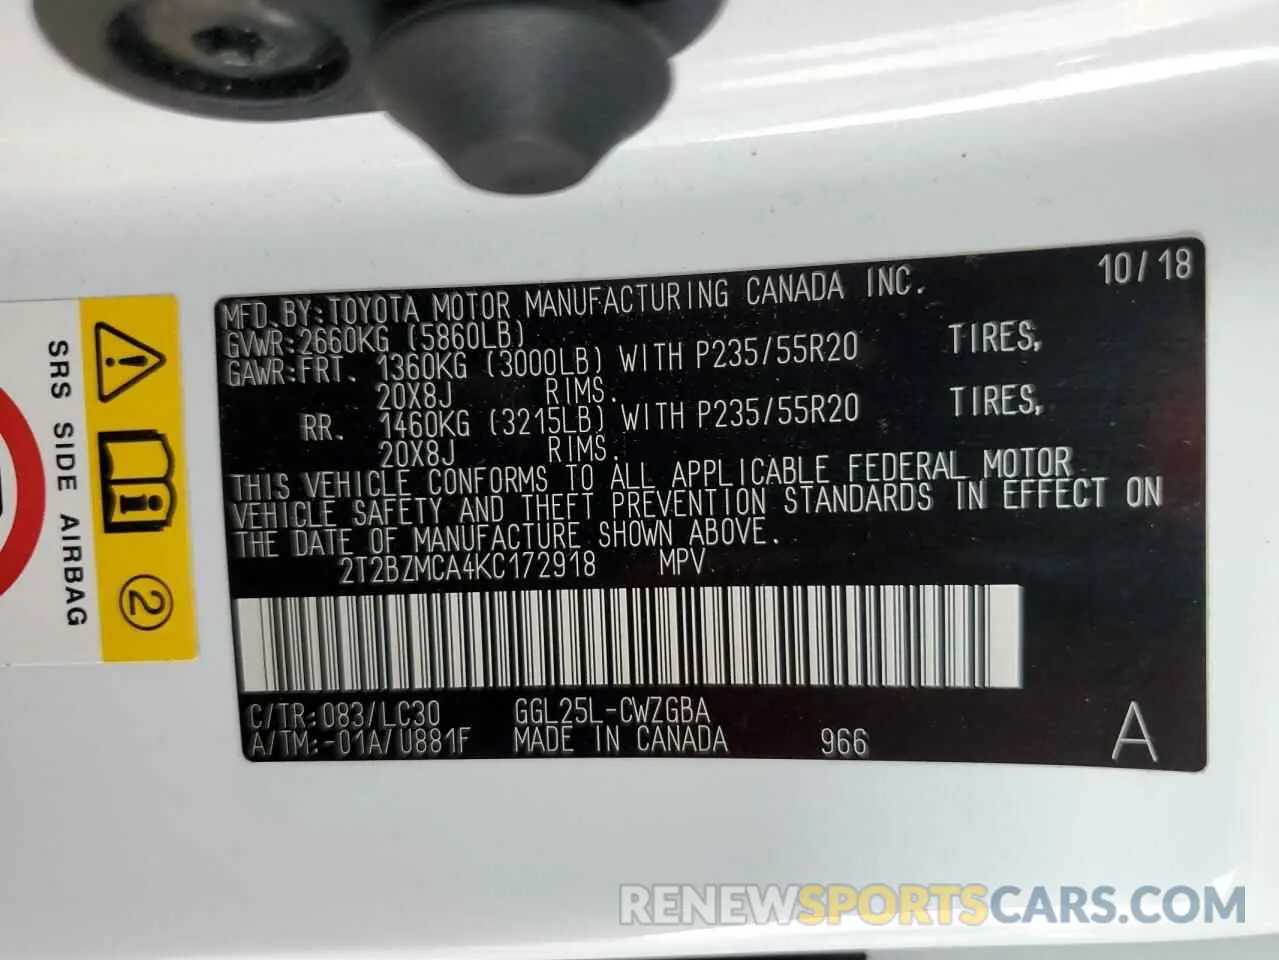 MFD. BY: TOYOTA MOTOR MANUFACTURING CANADA INC. 10/18
GVWR: 2660KG (5860LB)
GAWR: FRT. 1360KG (3000LB) WITH P235/55R20 TIRES,
20X8J RIMS.
RR. 1460KG (3215LB) WITH P235/55R20 TIRES,
20X8J RIMS.
THIS VEHICLE CONFORMS TO ALL APPLICABLE FEDERAL MOTOR
VEHICLE SAFETY AND THEFT PREVENTION STANDARDS IN EFFECT ON
THE DATE OF MANUFACTURE SHOWN ABOVE.
2T2BZMCA4KC172918 MPV
C/TR: 083/LC30 GGL25L-CWZGBA
A/TM:-01A/U881F MADE IN CANADA 966 A
SRS SIDE AIRBAG
2
RENEWSPORTSCARS.COM